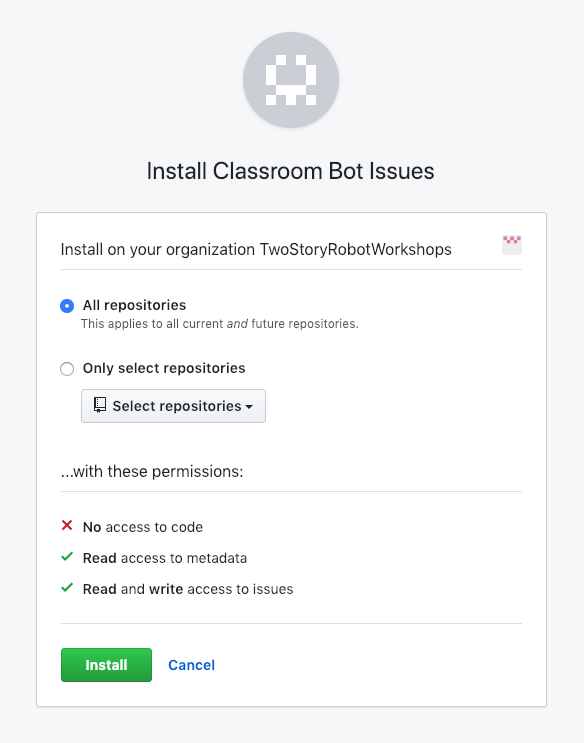 Install Classroom Bot Issues
Install on your organization TwoStoryRobotWorkshops
All repositories
This applies to all current and future repositories.
Only select repositories
Select repositories
...with these permissions:
No access to code
Read access to metadata
Read and write access to issues
Install Cancel